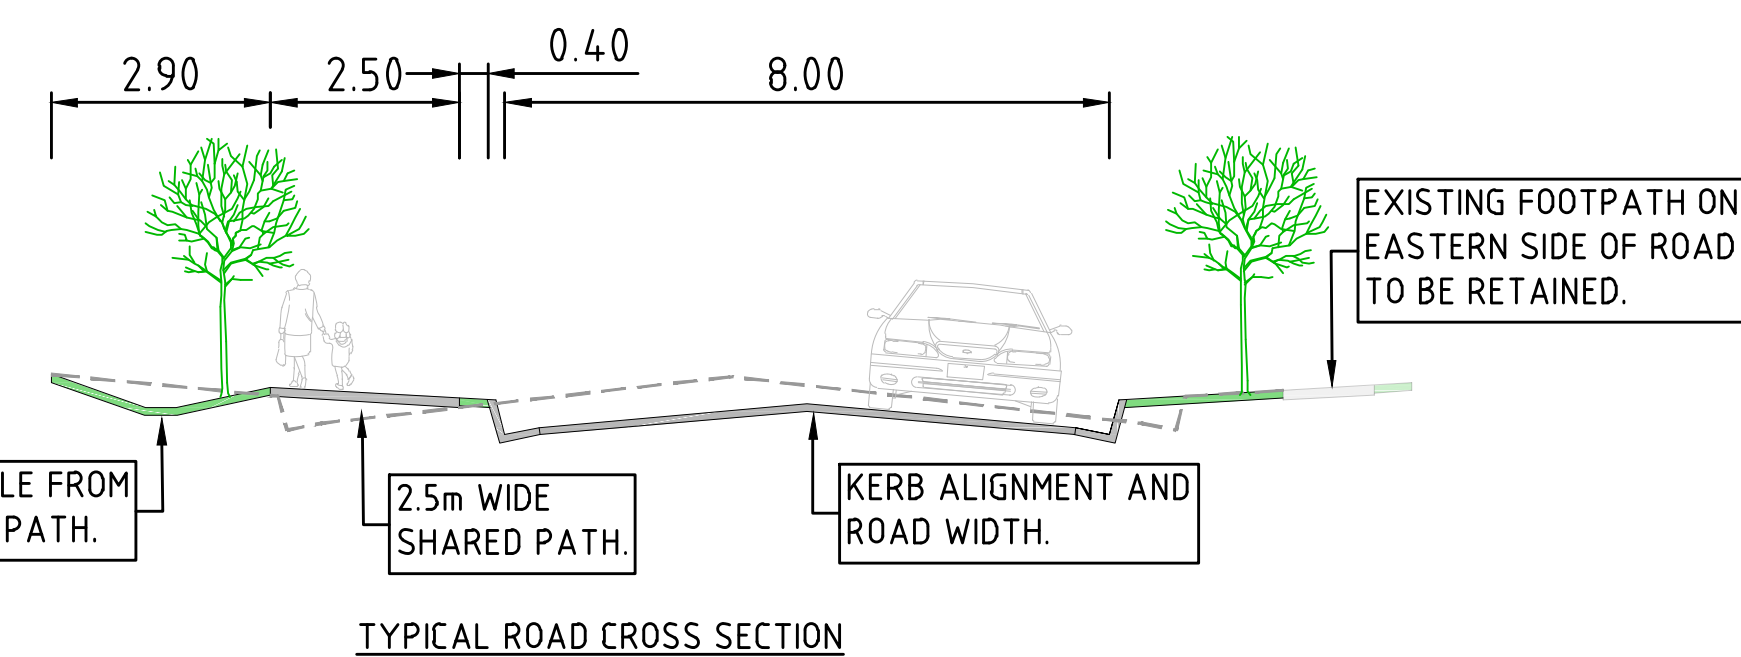 0.40
2.90
2.50
8.00
EXISTING FOOTPATH ON
EASTERN SIDE OF ROAD
TO BE RETAINED.
LE FROM
PATH.
2.5m WIDE
SHARED PATH.
KERB ALIGNMENT AND
ROAD WIDTH.
TYPICAL ROAD CROSS SECTION